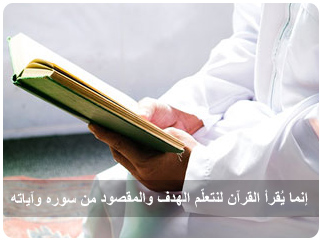 إنما يُقرأ القرآن لنتعلّم الهدف والمقصود من سوره وآياته